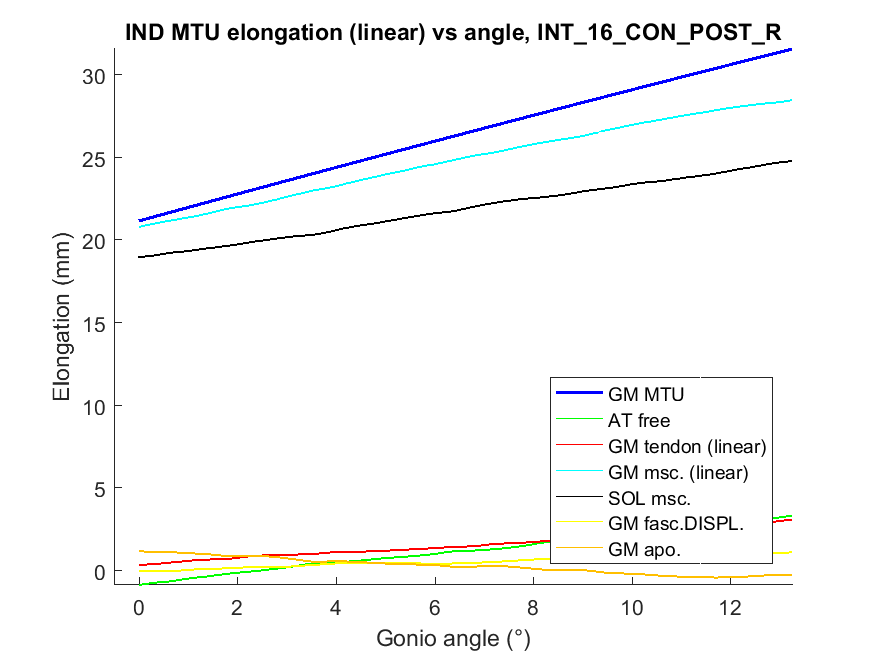 IND MTU elongation (linear) vs angle, INT_16_CON_POST_R
30
25
20
15
10
5
0
Elongation (mm)
GM MTU
AT free
GM tendon (linear)
GM msc. (linear)
SOL msc.
GM fasc.DISPL.
GM apo.
0 2 4 6 8 10 12
Gonio angle (°)